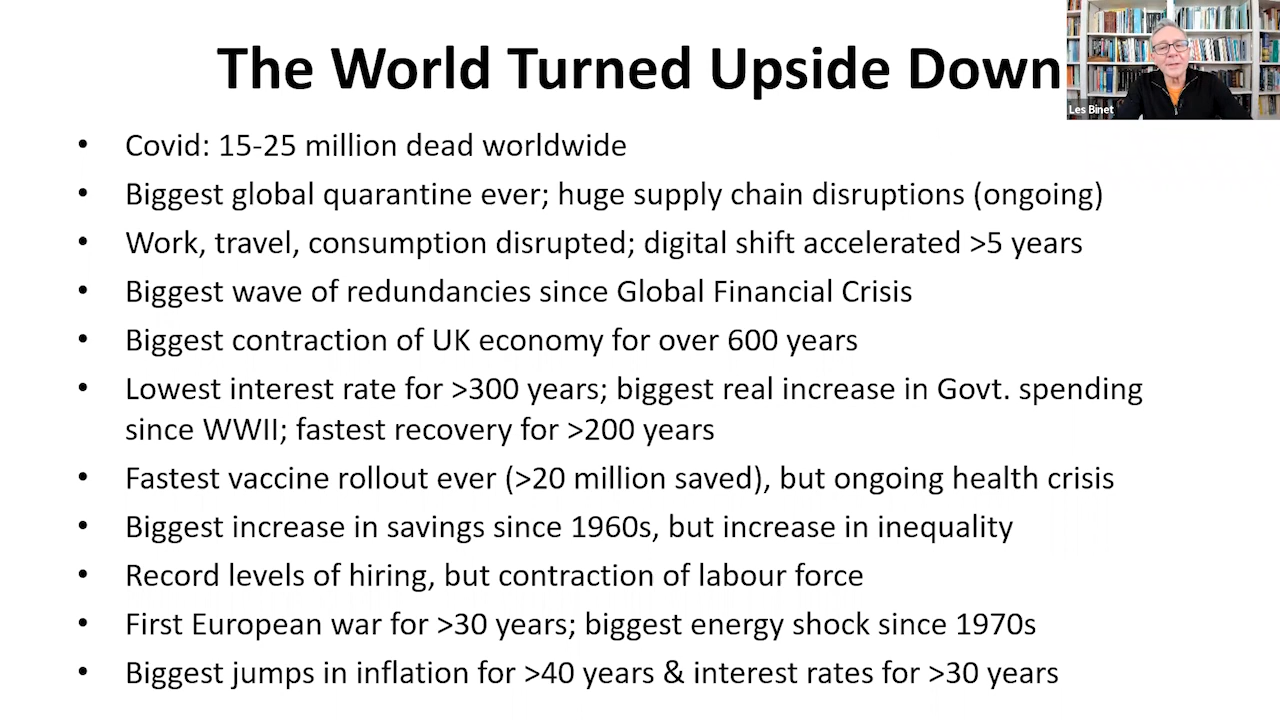 The World Turned Upside Down
Les Binet
• Covid: 15-25 million dead worldwide
• Biggest global quarantine ever; huge supply chain disruptions (ongoing)
• Work, travel, consumption disrupted; digital shift accelerated >5 years
• Biggest wave of redundancies since Global Financial Crisis
• Biggest contraction of UK economy for over 600 years
• Lowest interest rate for >300 years; biggest real increase in Govt. spending
since WWII; fastest recovery for >200 years
• Fastest vaccine rollout ever (>20 million saved), but ongoing health crisis
• Biggest increase in savings since 1960s, but increase in inequality
• Record levels of hiring, but contraction of labour force
• First European war for >30 years; biggest energy shock since 1970s
• Biggest jumps in inflation for >40 years & interest rates for >30 years